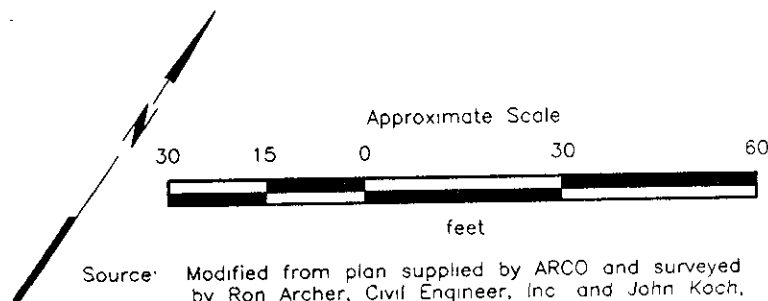 Approximate Scale
30 15 0 30 60
feet
Source: Modified from plan supplied by ARCO and surveyed
by Ron Archer, Civil Engineer, Inc and John Koch,